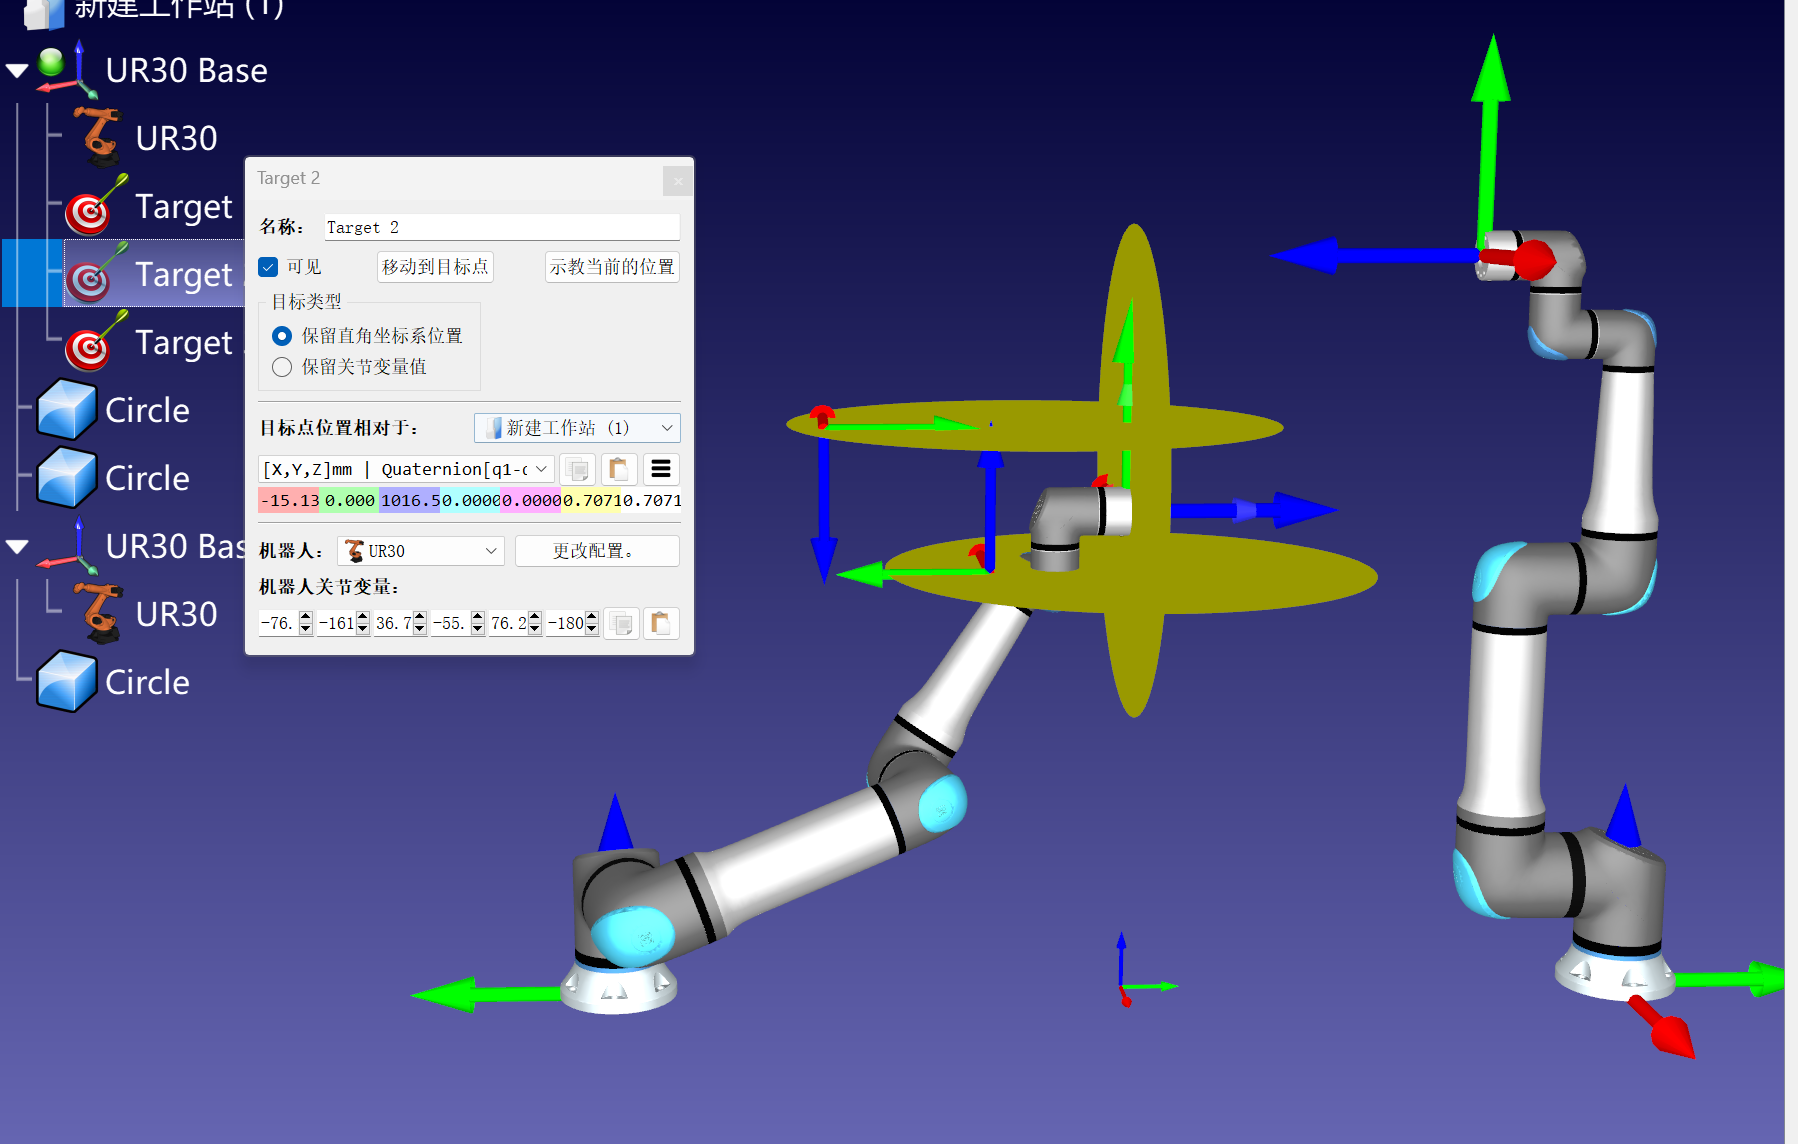 新建工作站 (1)
UR30 Base
UR30
Target
Target
Target
Circle
Circle
UR30 Bas
UR30
Circle
Target 2
名称:
Target 2
可见
移动到目标点
示教当前的位置
目标类型
保留直角坐标系位置
保留关节变量值
目标点位置相对于:
新建工作站 (1)
[X,Y,Z]mm | Quaternion[q1-q
-15.13 0.000 1016.5 0.0000 0.0000 0.7071 0.7071
机器人:
UR30
更改配置。
机器人关节变量:
-76. -161 36.7 -55. 76.2 -180